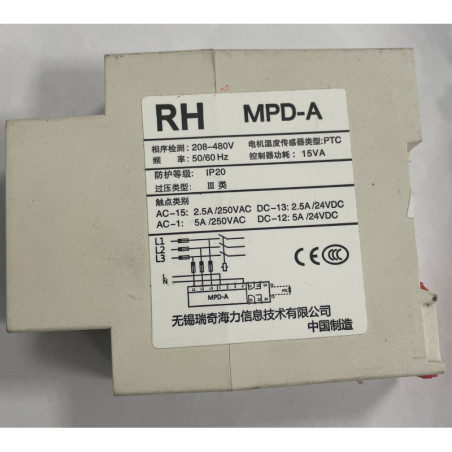 RH MPD-A
相序检测: 208-480V 电机温度传感器类型:PTC
频 率: 50/60Hz 控制器功耗: 15VA
防护等级: IP20
过压类型: Ⅲ 类
触点类别
AC-15: 2.5A/250VAC DC-13: 2.5A/24VDC
AC-1: 5A/250VAC DC-12: 5A/24VDC
L1
L2
L3
N
MPD-A
CCC
无锡瑞奇海力信息技术有限公司
中国制造